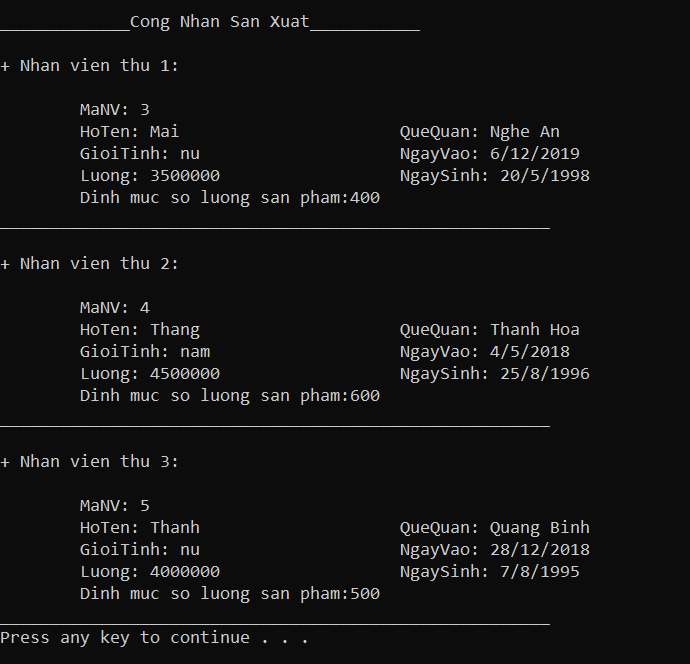 _____________Cong Nhan San Xuat___________
+ Nhan vien thu 1:
MaNV: 3
HoTen: Mai QueQuan: Nghe An
GioiTinh: nu NgayVao: 6/12/2019
Luong: 3500000 NgaySinh: 20/5/1998
Dinh muc so luong san pham:400
_______________________________________________________
+ Nhan vien thu 2:
MaNV: 4
HoTen: Thang QueQuan: Thanh Hoa
GioiTinh: nam NgayVao: 4/5/2018
Luong: 4500000 NgaySinh: 25/8/1996
Dinh muc so luong san pham:600
_______________________________________________________
+ Nhan vien thu 3:
MaNV: 5
HoTen: Thanh QueQuan: Quang Binh
GioiTinh: nu NgayVao: 28/12/2018
Luong: 4000000 NgaySinh: 7/8/1995
Dinh muc so luong san pham:500
_______________________________________________________
Press any key to continue . . .